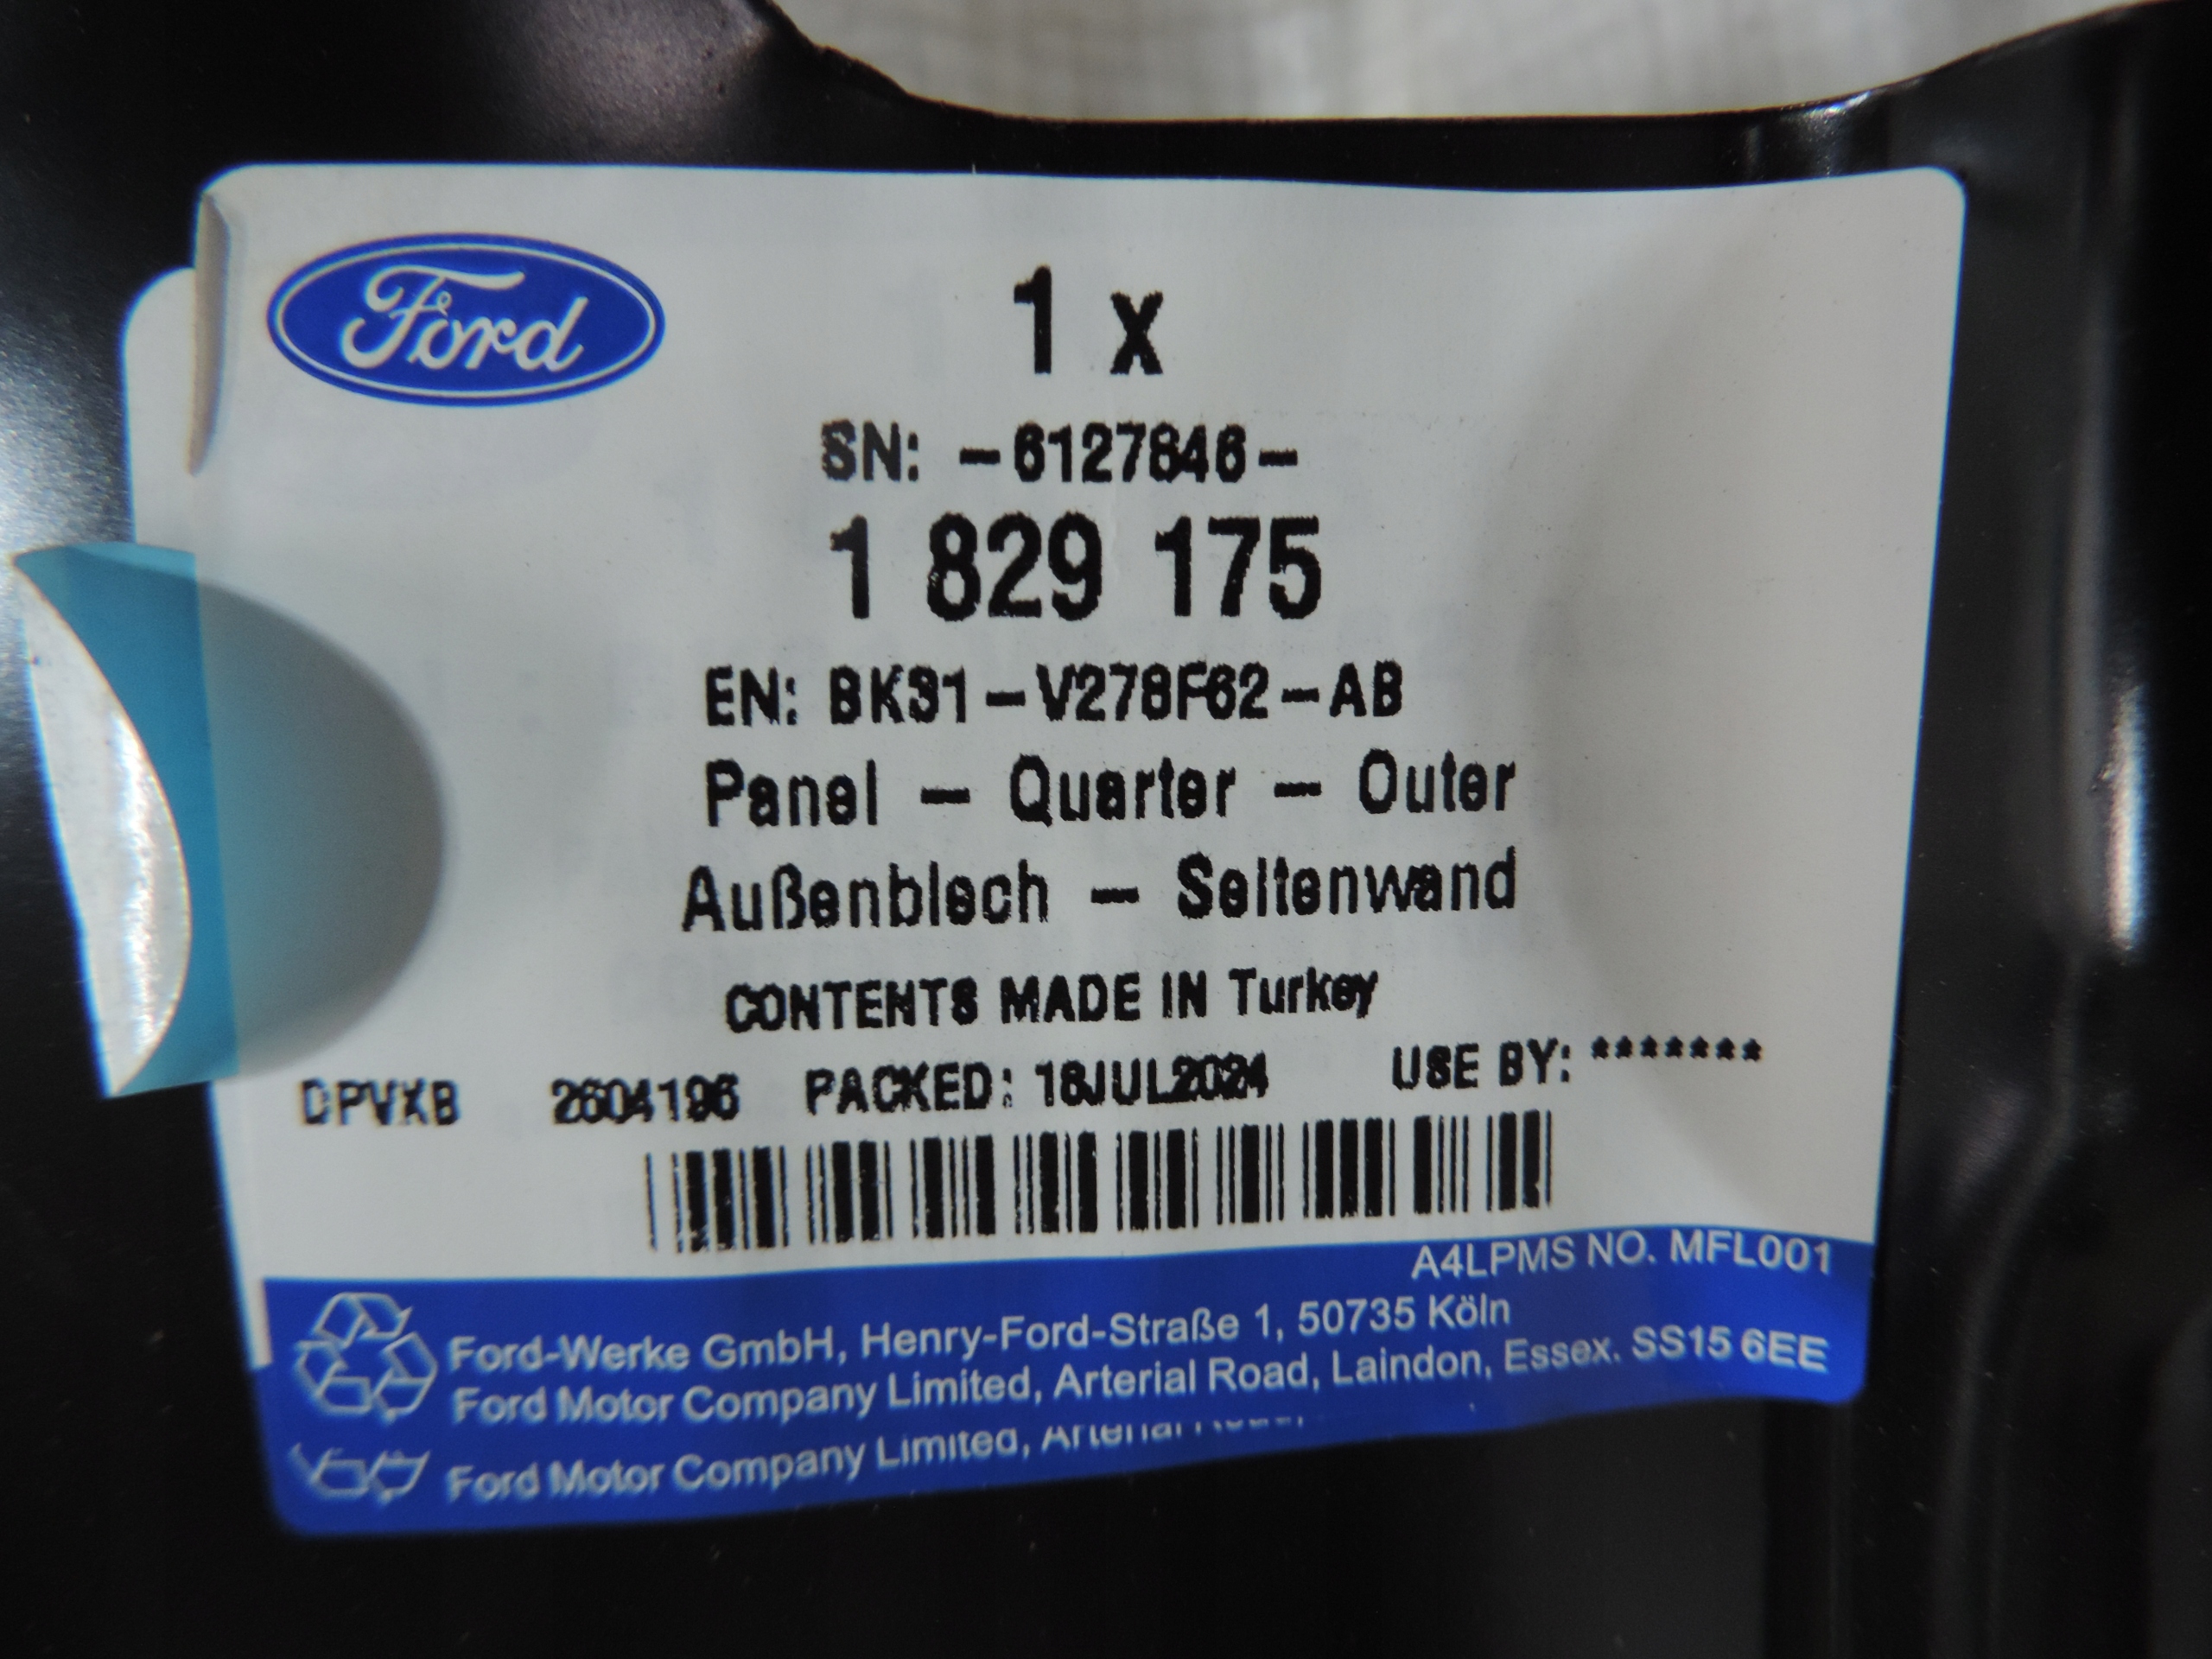 Ford
1 x
SN: -6127846-
1 829 175
EN: BK31-V278F62-AB
Panel - Quarter - Outer
Außenblech - Seitenwand
CONTENTS MADE IN Turkey
DPVXB 2604196 PACKED: 16JUL2024 USE BY: *******
A4LPMS NO. MFL001
Ford-Werke GmbH, Henry-Ford-Straße 1, 50735 Köln
Ford Motor Company Limited, Arterial Road, Laindon, Essex. SS15 6EE
Ford Motor Company Limited, Arterial